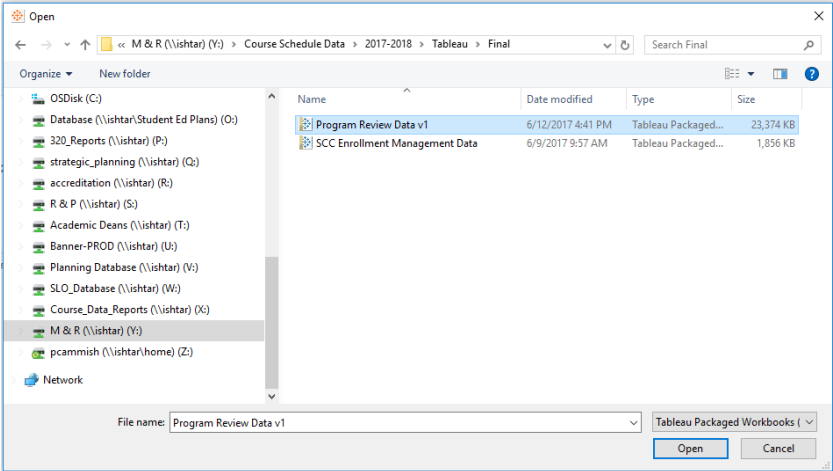 Open
« M & R (\\ishtar) (Y:) › Course Schedule Data › 2017-2018 › Tableau › Final
Search Final
Organize
New folder
OSDisk (C:)
Database (\\ishtar\Student Ed Plans) (O:)
320_Reports (\\ishtar) (P:)
strategic_planning (\\ishtar) (Q:)
accreditation (\\ishtar) (R:)
R & P (\\ishtar) (S:)
Academic Deans (\\ishtar) (T:)
Banner-PROD (\\ishtar) (U:)
Planning Database (\\ishtar) (V:)
SLO_Database (\\ishtar) (W:)
Course_Data_Reports (\\ishtar) (X:)
M & R (\\ishtar) (Y:)
pcammish (\\ishtar\home) (Z:)
Network
Name Date modified Type Size
Program Review Data v1 6/12/2017 4:41 PM Tableau Packaged... 23,374 KB
SCC Enrollment Management Data 6/9/2017 9:57 AM Tableau Packaged... 1,856 KB
File name: Program Review Data v1 Tableau Packaged Workbooks (
Open Cancel